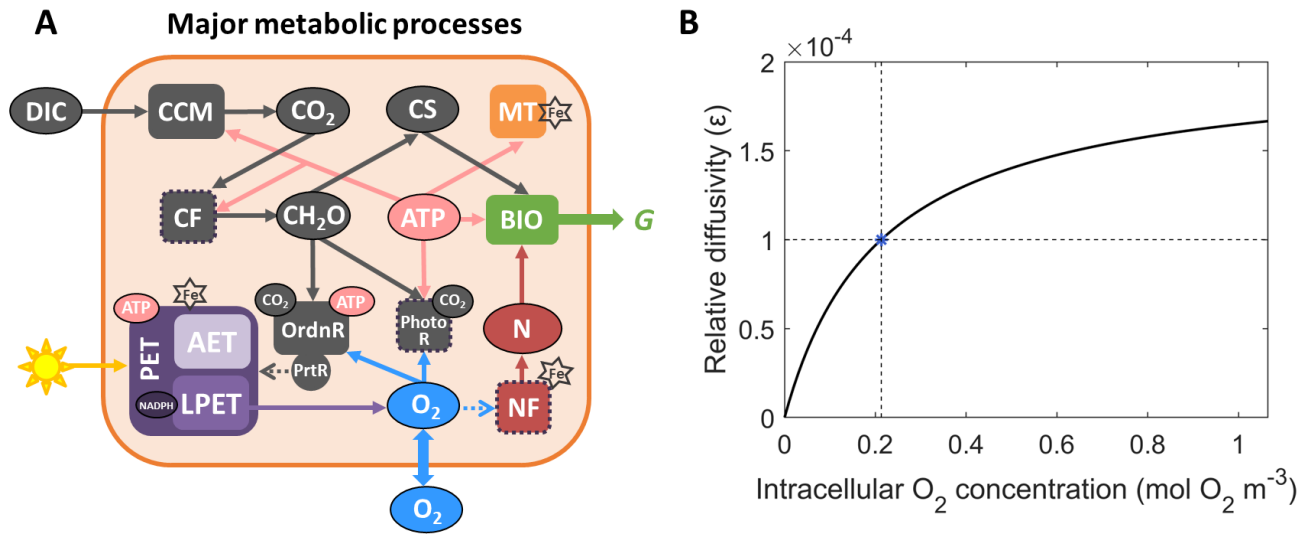 A
Major metabolic processes
DIC
CCM
CO2
CS
MT
Fe
CF
CH2O
ATP
BIO
G
ATP
Fe
PET
AET
LPET
NADPH
CO2
ATP
OrdnR
PrtR
CO2
Photo
R
N
Fe
NF
O2
O2
B
×10-4
2
1.5
1
0.5
0
Relative diffusivity (ε)
0
0.2
0.4
0.6
0.8
1
Intracellular O2 concentration (mol O2 m-3)